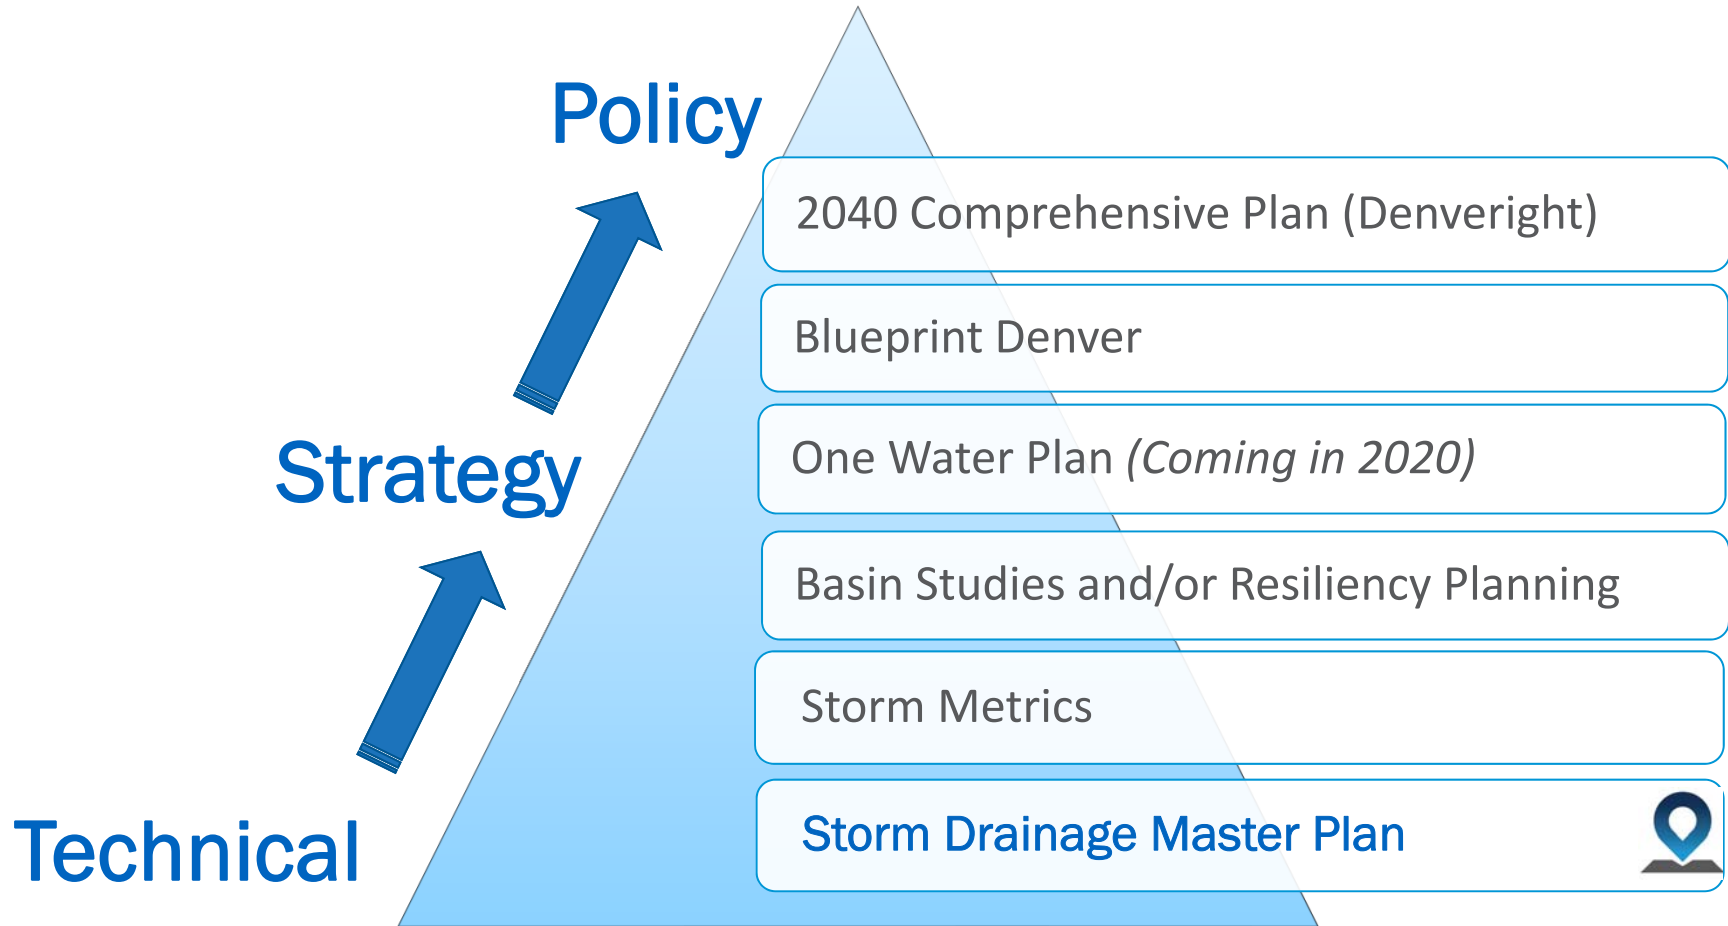 Policy
2040 Comprehensive Plan (Denveright)
Blueprint Denver
One Water Plan (Coming in 2020)
Strategy
Basin Studies and/or Resiliency Planning
Storm Metrics
Storm Drainage Master Plan
Technical